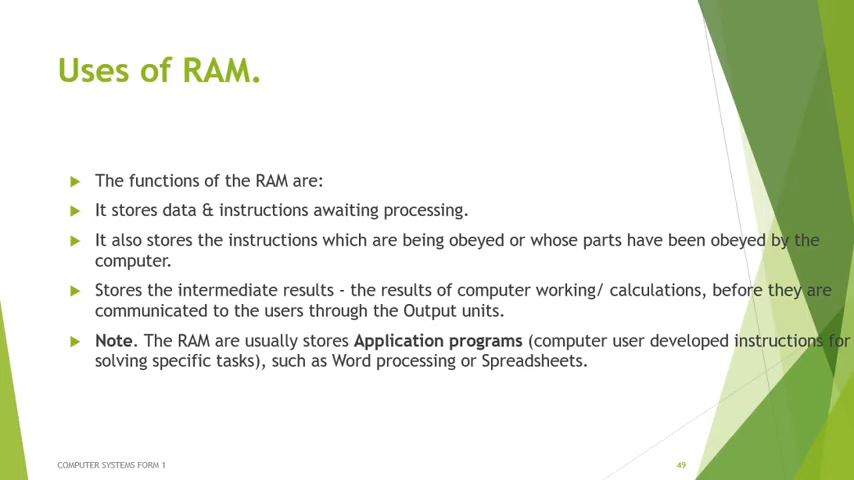 Uses of RAM.
The functions of the RAM are:
It stores data & instructions awaiting processing.
It also stores the instructions which are being obeyed or whose parts have been obeyed by the
computer.
Stores the intermediate results - the results of computer working/ calculations, before they are
communicated to the users through the Output units.
Note. The RAM are usually stores Application programs (computer user developed instructions for
solving specific tasks), such as Word processing or Spreadsheets.
COMPUTER SYSTEMS FORM 1
49